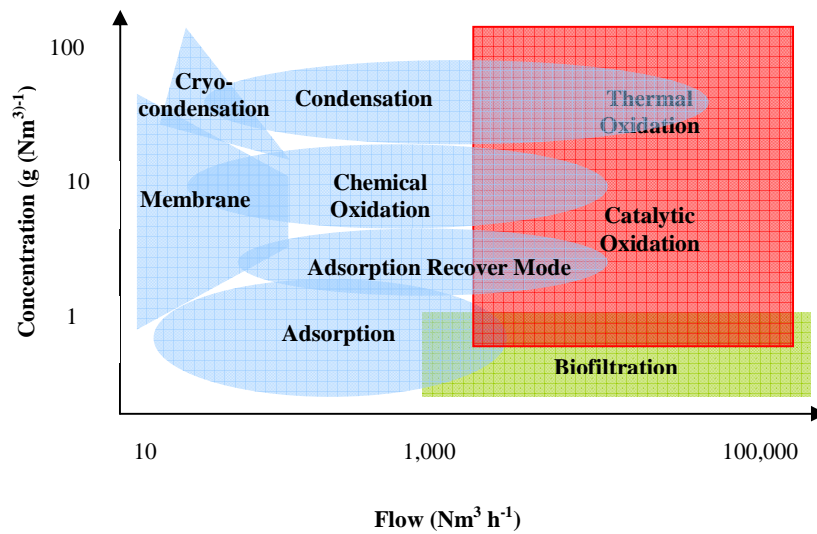 100
10
1
Concentration (g (Nm³⁾⁻¹)
Cryo-
condensation
Condensation
Thermal
Oxidation
Membrane
Chemical
Oxidation
Catalytic
Oxidation
Adsorption Recover Mode
Adsorption
Biofiltration
10
1,000
100,000
Flow (Nm³ h⁻¹)